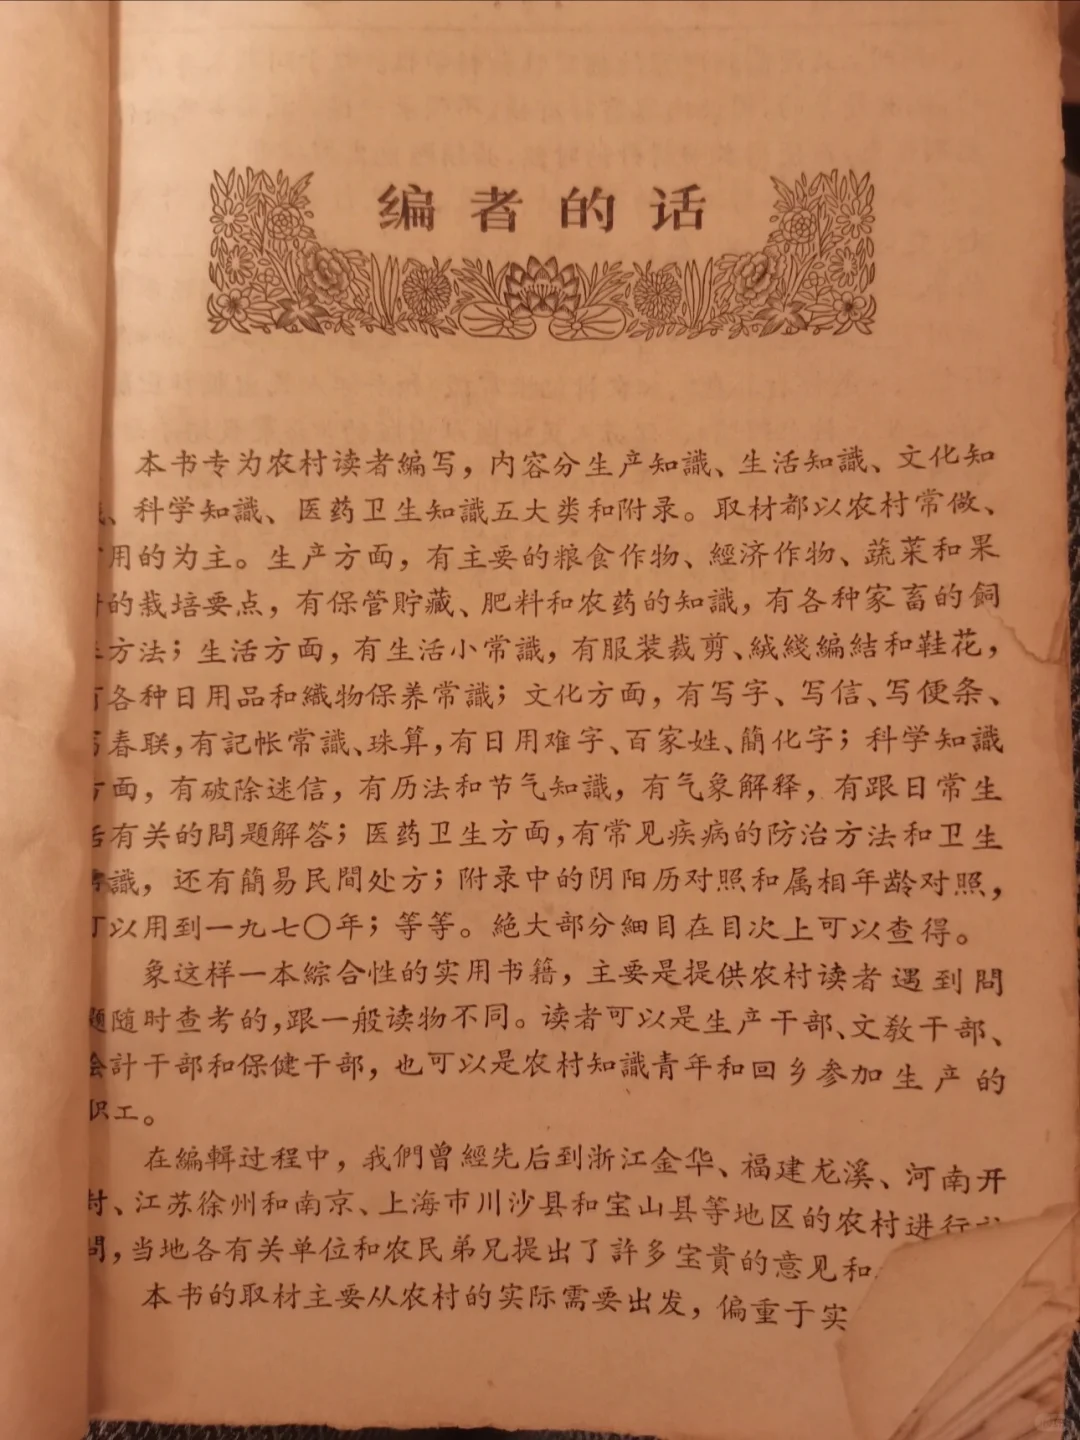 编者的话
本书专为农村读者編写，内容分生产知識、生活知識、文化知
、科学知識、医药卫生知識五大类和附录。取材都以农村常做、
用的为主。生产方面，有主要的粮食作物、經济作物、蔬菜和果
的栽培要点，有保管貯藏、肥料和农药的知識，有各种家畜的飼
方法；生活方面，有生活小常識，有服装裁剪、絨綫編結和鞋花，
各种日用品和織物保养常識；文化方面，有写字、写信、写便条、
春联，有記帐常識、珠算，有日用难字、百家姓、簡化字；科学知識
面，有破除迷信，有历法和节气知識，有气象解释，有跟日常生
有关的問題解答；医药卫生方面，有常见疾病的防治方法和卫生
識，还有簡易民間处方；附录中的阴阳历对照和属相年龄对照，
以用到一九七〇年；等等。絶大部分細目在目次上可以查得。
象这样一本綜合性的实用书籍，主要是提供农村读者遇到問
題随时查考的，跟一般读物不同。读者可以是生产干部、文敎干部、
会計干部和保健干部，也可以是农村知識青年和回乡参加生产的
职工。
在編輯过程中，我們曾經先后到浙江金华、福建龙溪、河南开
封、江苏徐州和南京、上海市川沙县和宝山县等地区的农村进行
問，当地各有关单位和农民弟兄提出了許多宝貴的意见和
本书的取材主要从农村的实际需要出发，偏重于实